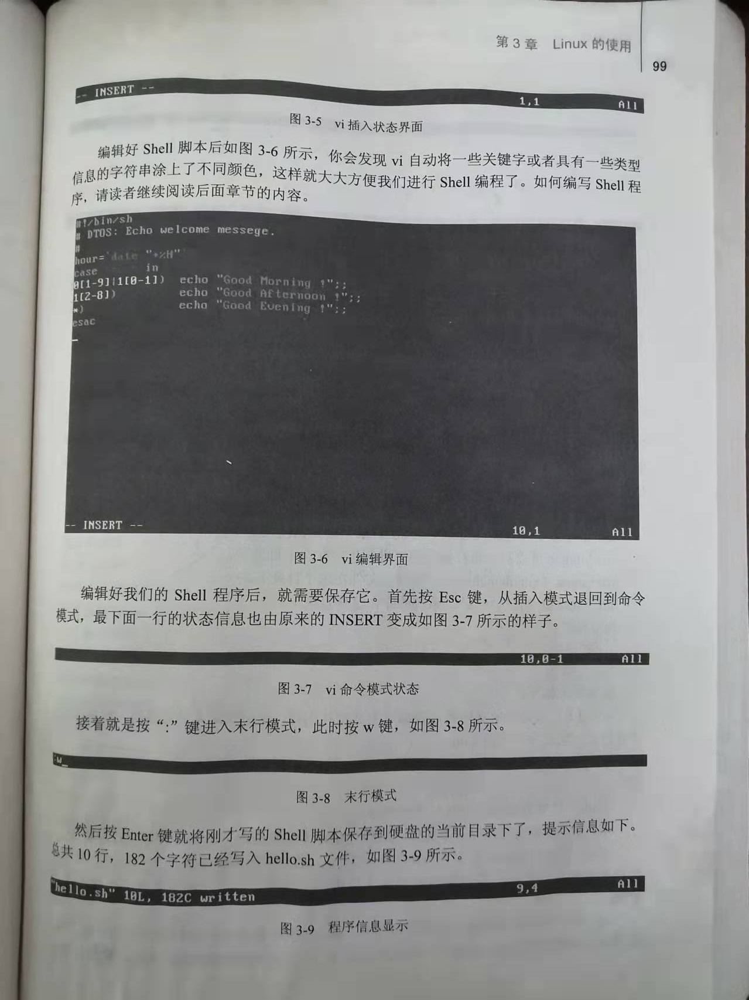 第 3 章 Linux 的使用
99
-- INSERT -- 1,1 All
图 3-5 vi 插入状态界面
编辑好 Shell 脚本后如图 3-6 所示，你会发现 vi 自动将一些关键字或者具有一些类型
信息的字符串涂上了不同颜色，这样就大大方便我们进行 Shell 编程了。如何编写 Shell 程
序，请读者继续阅读后面章节的内容。
#!/bin/sh
# DTOS: Echo welcome messege.
#
hour=`date "+%H"`
case in
0[1-9]|1[0-1]) echo "Good Morning !";;
1[2-8]) echo "Good Afternoon !";;
*) echo "Good Evening !";;
esac
-- INSERT -- 10,1 All
图 3-6 vi 编辑界面
编辑好我们的 Shell 程序后，就需要保存它。首先按 Esc 键，从插入模式退回到命令
模式，最下面一行的状态信息也由原来的 INSERT 变成如图 3-7 所示的样子。
10,0-1 All
图 3-7 vi 命令模式状态
接着就是按“:”键进入末行模式，此时按 w 键，如图 3-8 所示。
:w_
图 3-8 末行模式
然后按 Enter 键就将刚才写的 Shell 脚本保存到硬盘的当前目录下了，提示信息如下。
总共 10 行，182 个字符已经写入 hello.sh 文件，如图 3-9 所示。
"hello.sh" 10L, 182C written 9,4 All
图 3-9 程序信息显示